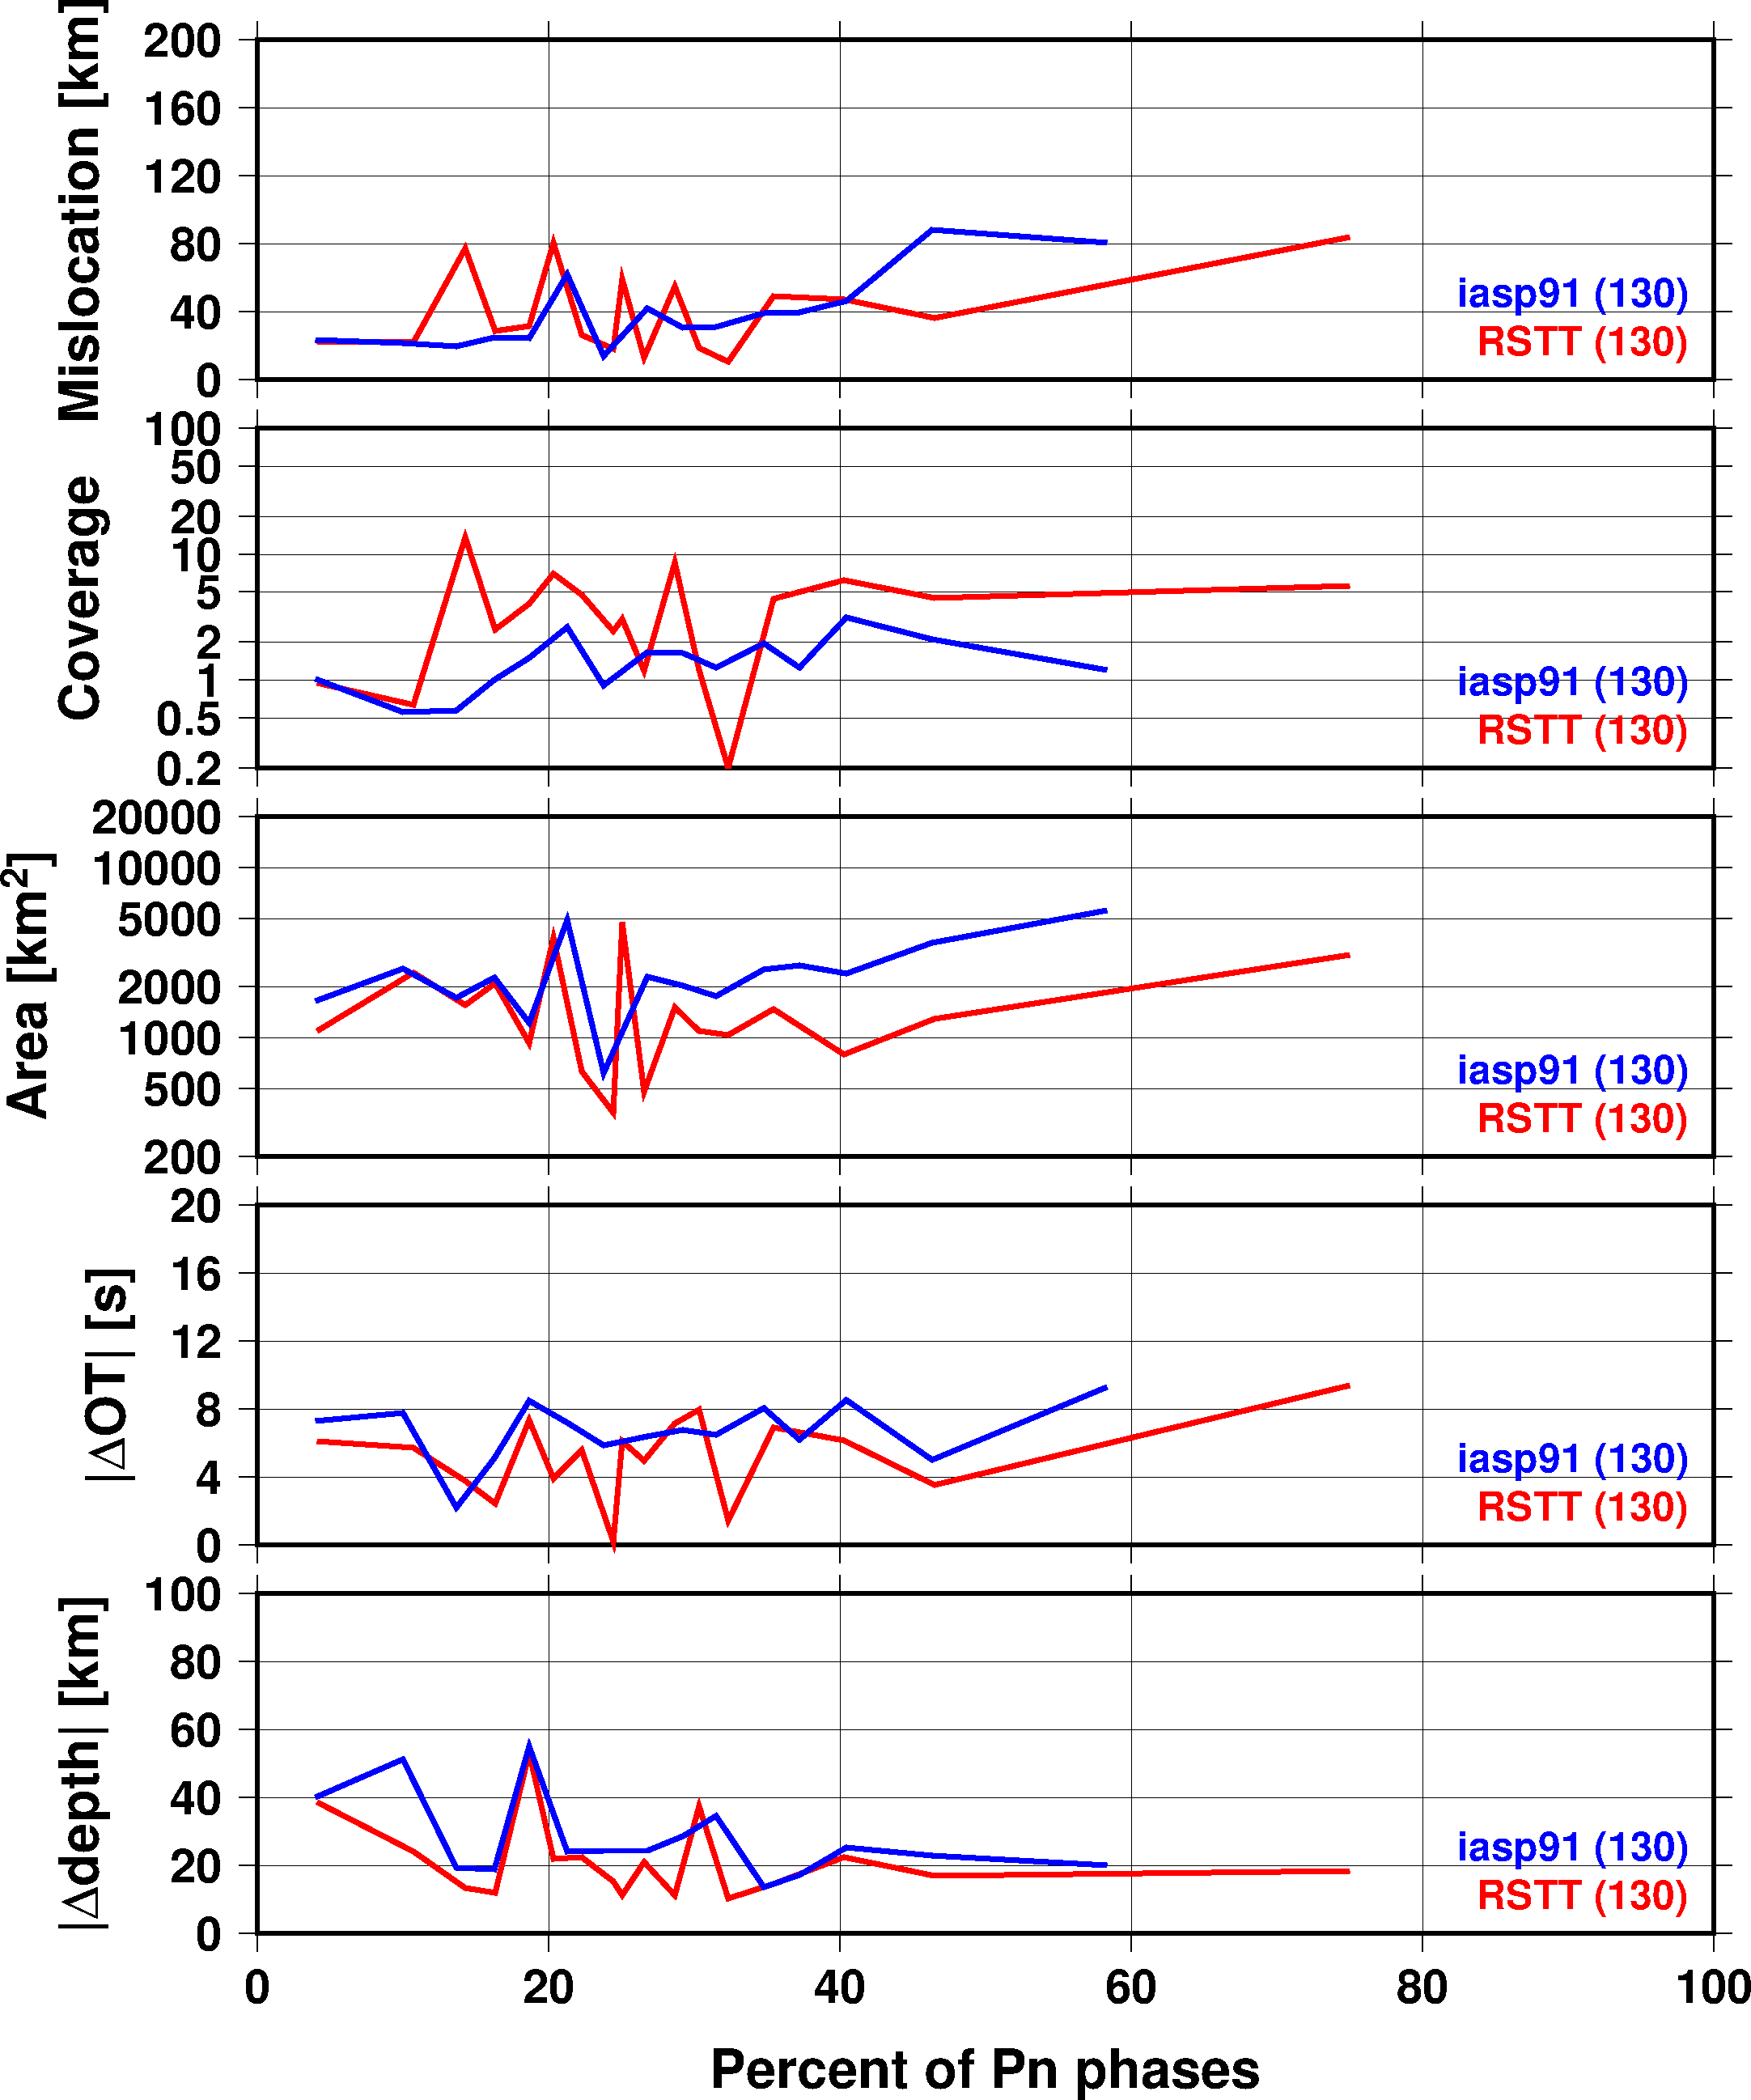 Mislocation [km]
200
160
120
80
40
0
iasp91 (130)
RSTT (130)
Coverage
100
50
20
10
5
2
1
0.5
0.2
iasp91 (130)
RSTT (130)
Area [km²]
20000
10000
5000
2000
1000
500
200
iasp91 (130)
RSTT (130)
|ΔOT| [s]
20
16
12
8
4
0
iasp91 (130)
RSTT (130)
|Δdepth| [km]
100
80
60
40
20
0
iasp91 (130)
RSTT (130)
0 20 40 60 80 100
Percent of Pn phases